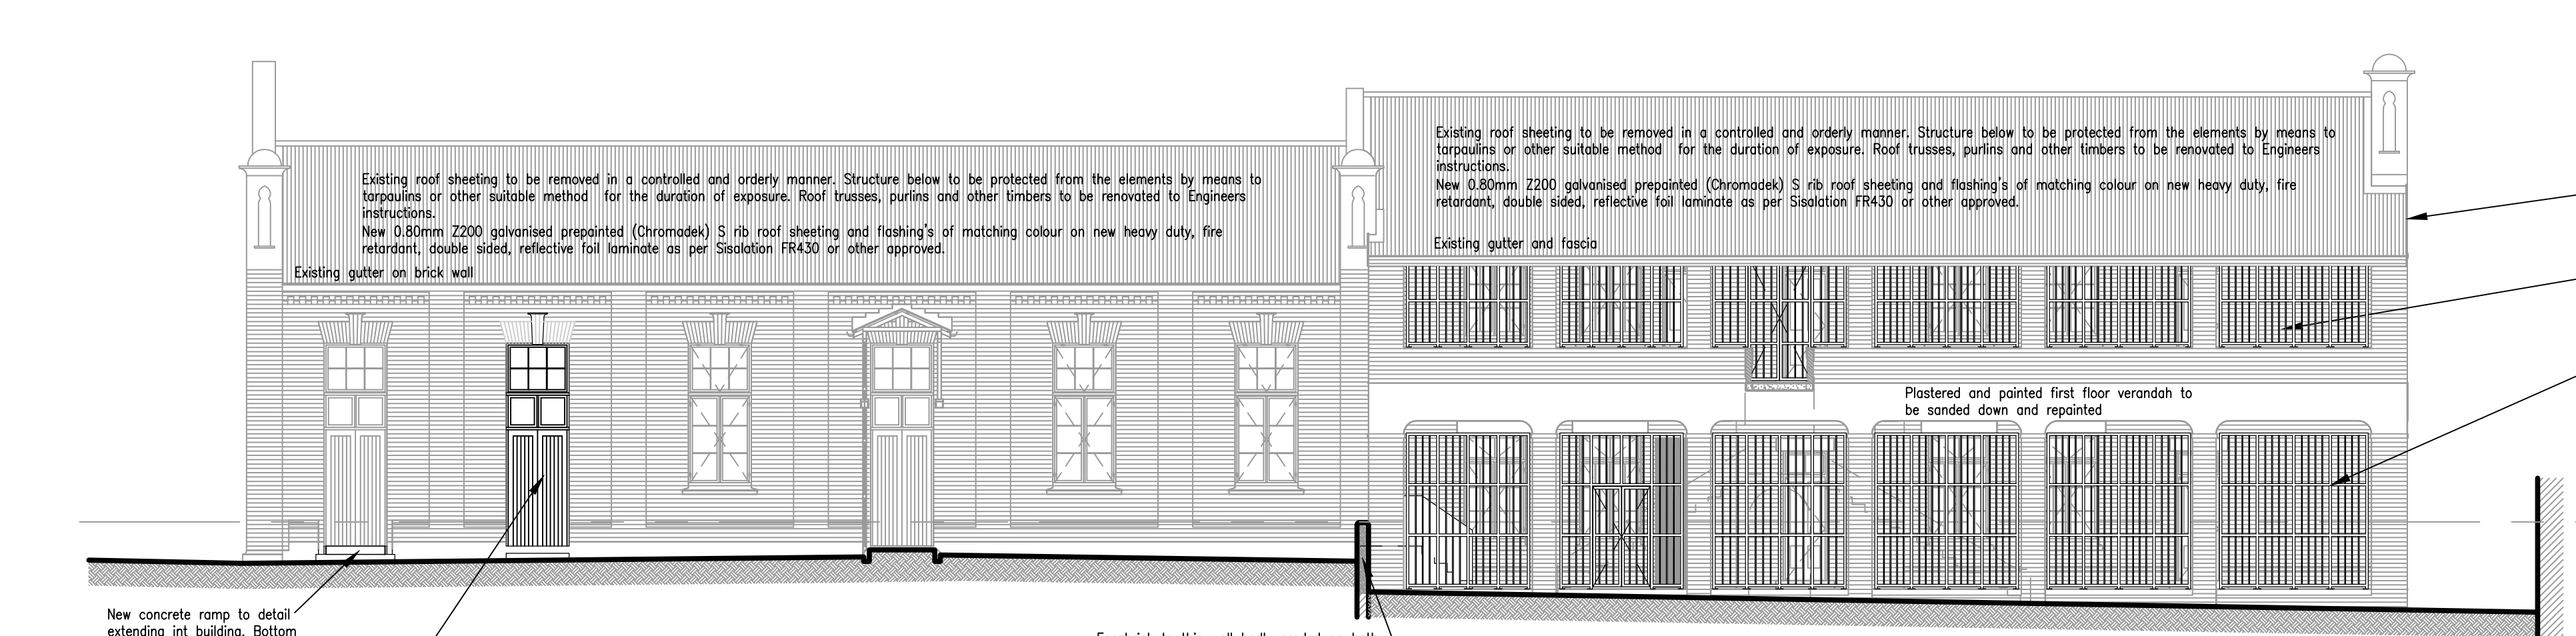 Existing roof sheeting to be removed in a controlled and orderly manner. Structure below to be protected from the elements by means to
tarpaulins or other suitable method for the duration of exposure. Roof trusses, purlins and other timbers to be renovated to Engineers
instructions.
New 0.80mm Z200 galvanised prepainted (Chromadek) S rib roof sheeting and flashing's of matching colour on new heavy duty, fire
retardant, double sided, reflective foil laminate as per Sisalation FR430 or other approved.
Existing gutter on brick wall
Existing roof sheeting to be removed in a controlled and orderly manner. Structure below to be protected from the elements by means to
tarpaulins or other suitable method for the duration of exposure. Roof trusses, purlins and other timbers to be renovated to Engineers
instructions.
New 0.80mm Z200 galvanised prepainted (Chromadek) S rib roof sheeting and flashing's of matching colour on new heavy duty, fire
retardant, double sided, reflective foil laminate as per Sisalation FR430 or other approved.
Existing gutter and fascia
Plastered and painted first floor verandah to
be sanded down and repainted
New concrete ramp to detail
extending int building. Bottom